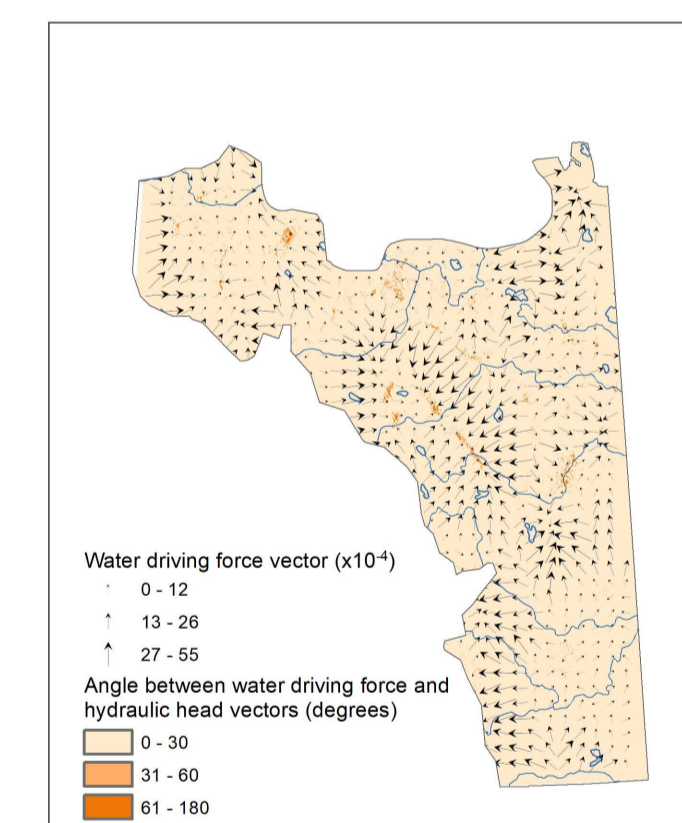 Water driving force vector (x10-4)
0 - 12
13 - 26
27 - 55
Angle between water driving force and
hydraulic head vectors (degrees)
0 - 30
31 - 60
61 - 180